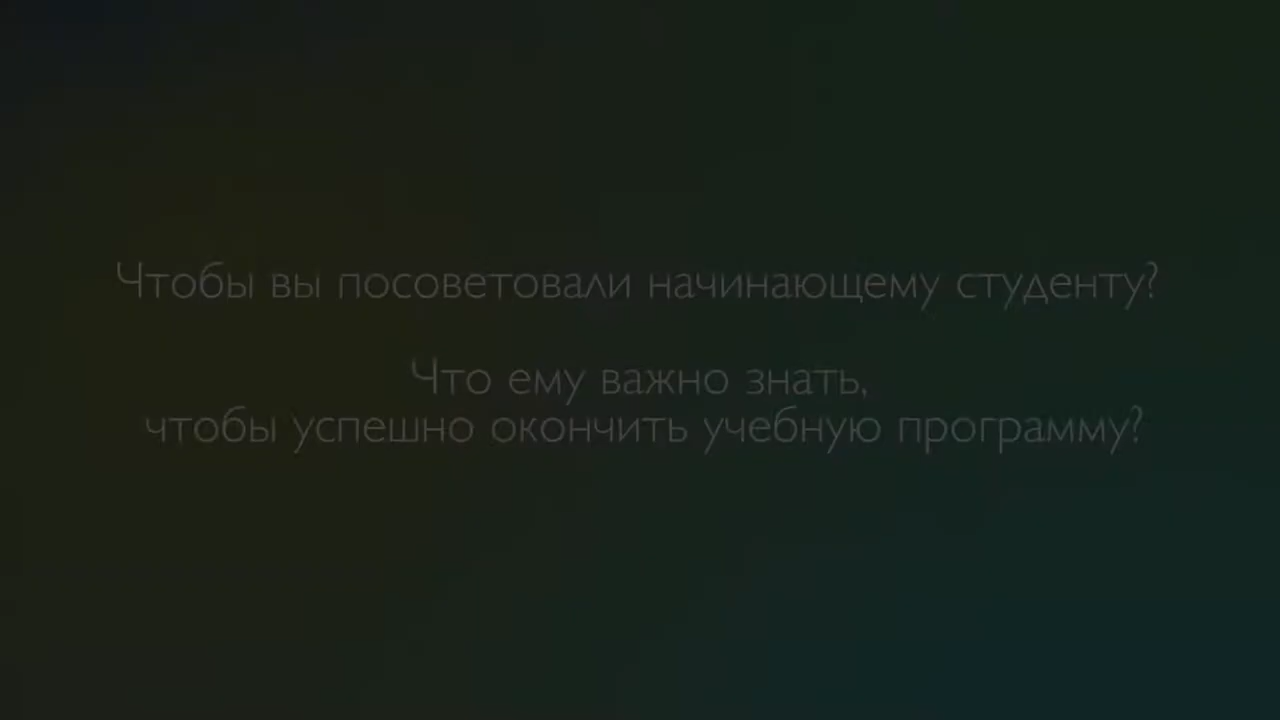 Чтобы вы посоветовали начинающему студенту?
Что ему важно знать,
чтобы успешно окончить учебную программу?